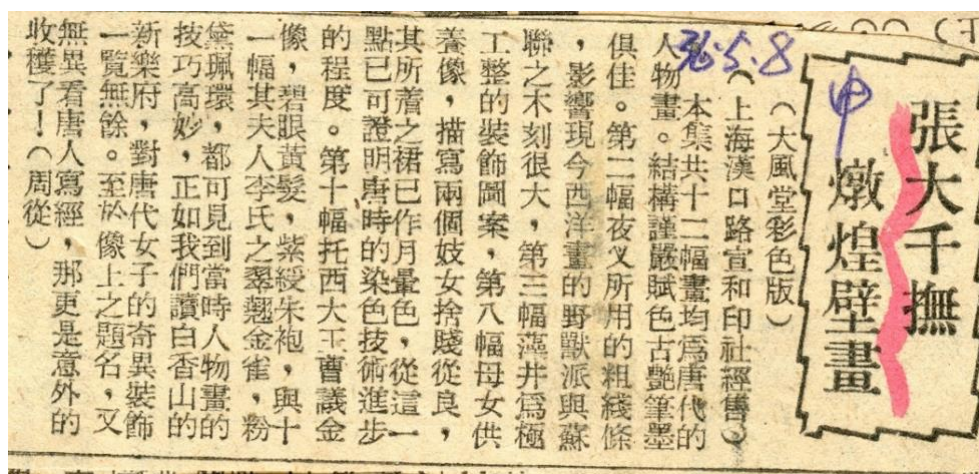 張大千撫
燉煌壁畫
36.5.8
申
（大風堂彩色版）
（上海漢口路宣和印社經售）
本集共十二幅畫均爲唐代的
人物畫。結構謹嚴賦色古艷筆墨
俱佳。第二幅夜叉所用的粗綫條
，影響現今西洋畫的野獸派與蘇
聯之木刻很大，第三幅藻井爲極
工整的裝飾圖案，第八幅母女供
養像，描寫兩個妓女捨賤從良，
其所著之裙已作月暈色，從這一
點已可證明唐時的染色技術進步
的程度。第十幅托西大王曹議金
像，碧眼黃髮，紫綬朱袍，與十
一幅其夫人李氏之翠翹金雀，粉
黛珮環，都可見到當時人物畫的
技巧高妙，正如我們讀白香山的
新樂府，對唐代女子的奇異裝飾
一覽無餘。至於像上之題名，又
無異看唐人寫經，那更是意外的
收獲了！（周從）